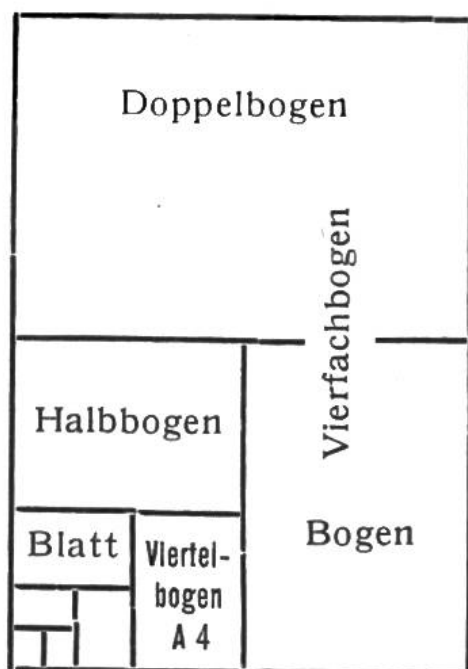 Doppelbogen
Vierfachbogen
Halbbogen
Bogen
Blatt
Viertel-
bogen
A 4